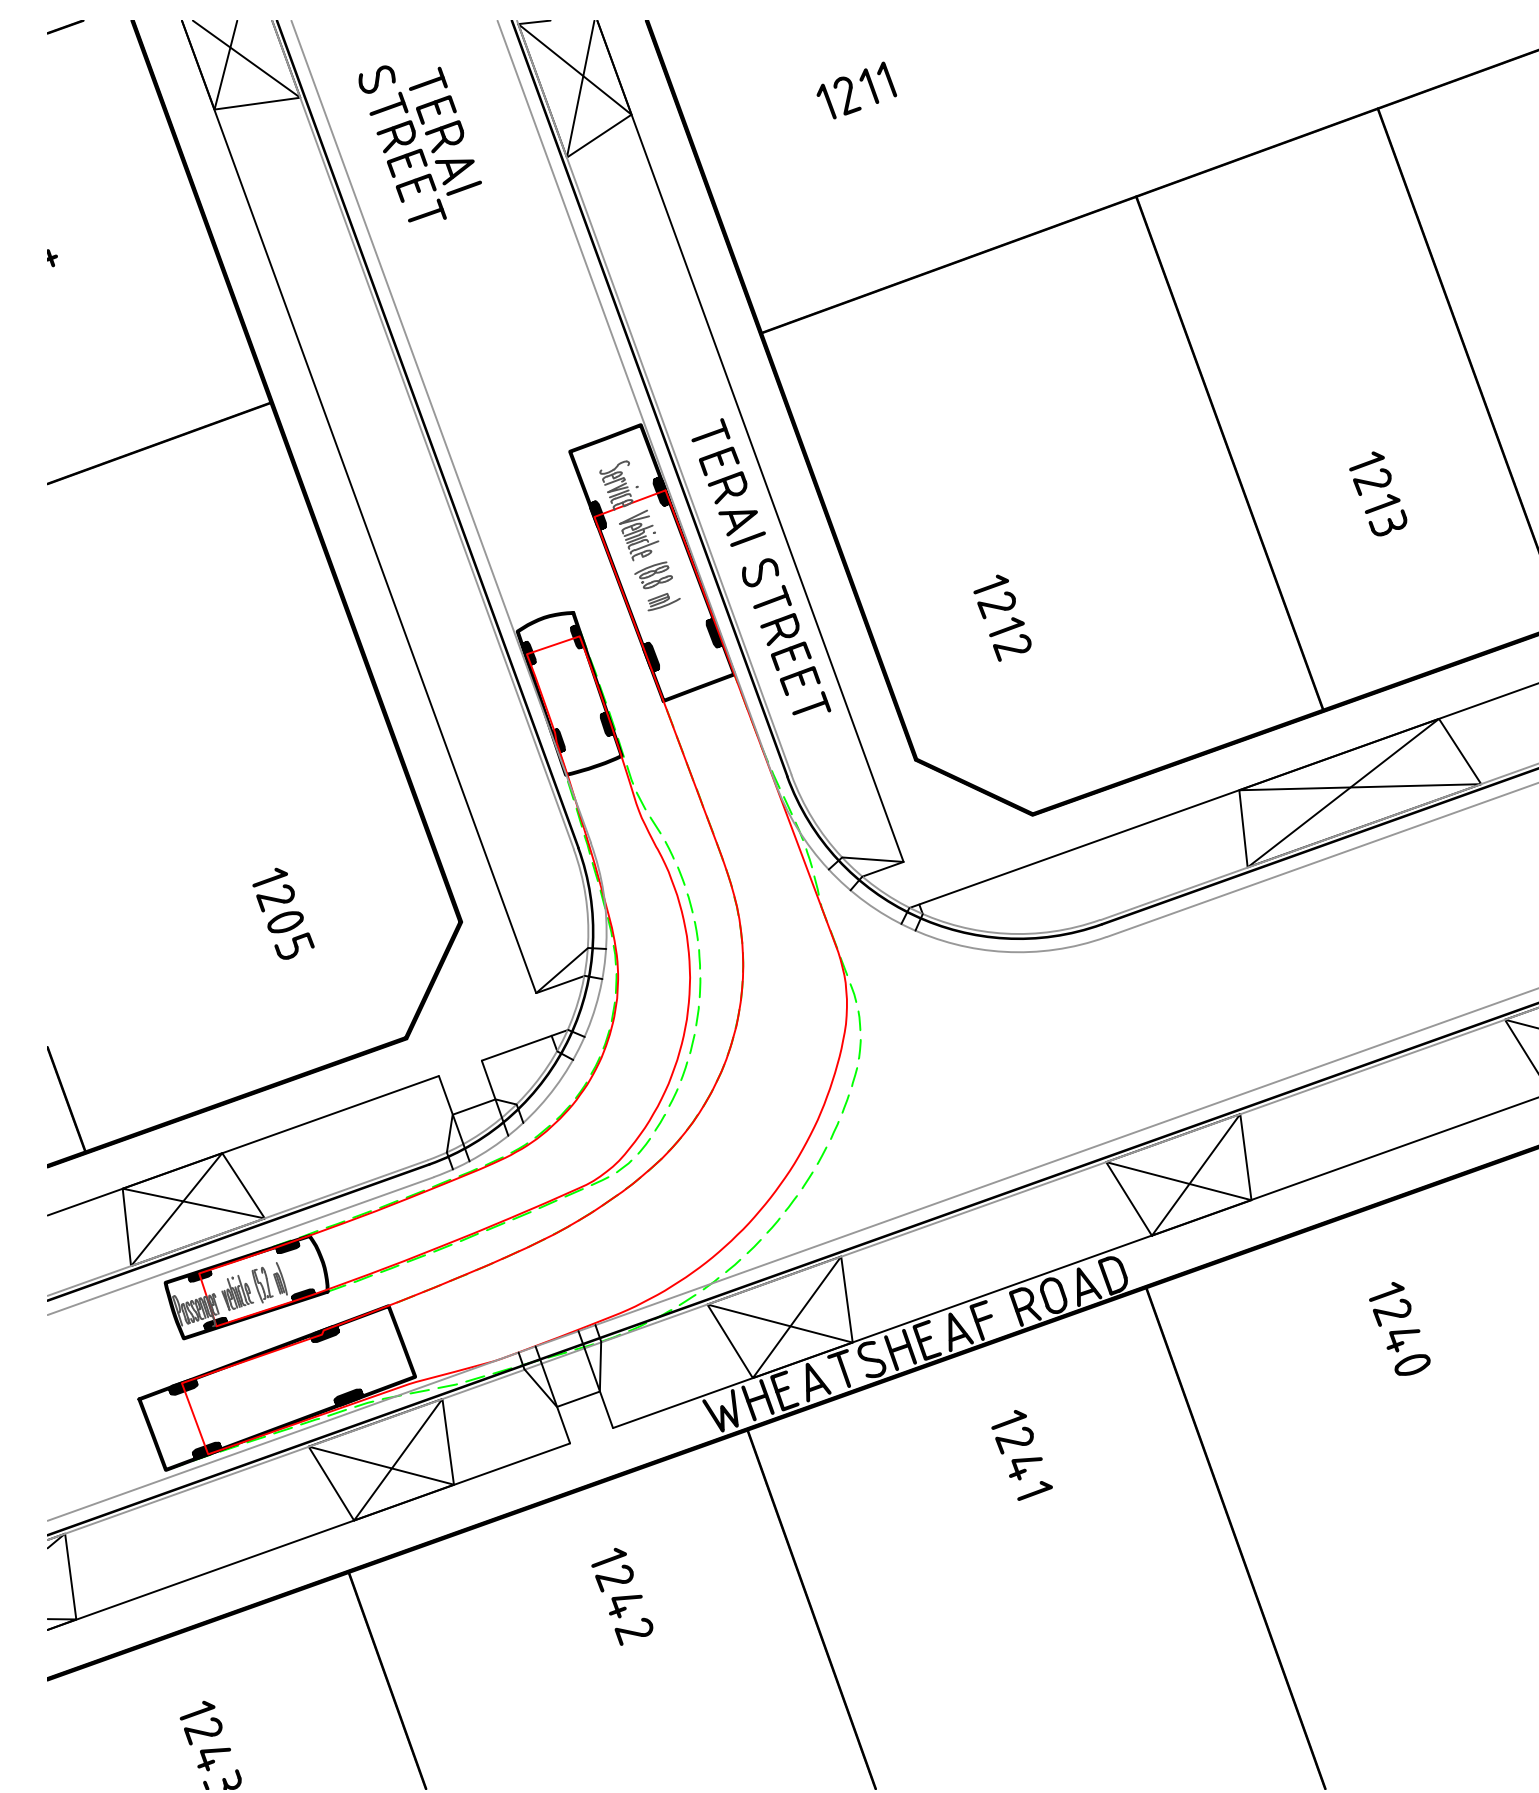 TERAI
STREET
1211
Service Vehicle (8.8 m)
TERAI STREET
1213
1212
1205
Passenger vehicle (5.2 m)
WHEATSHEAF ROAD
1240
1241
1242
1243